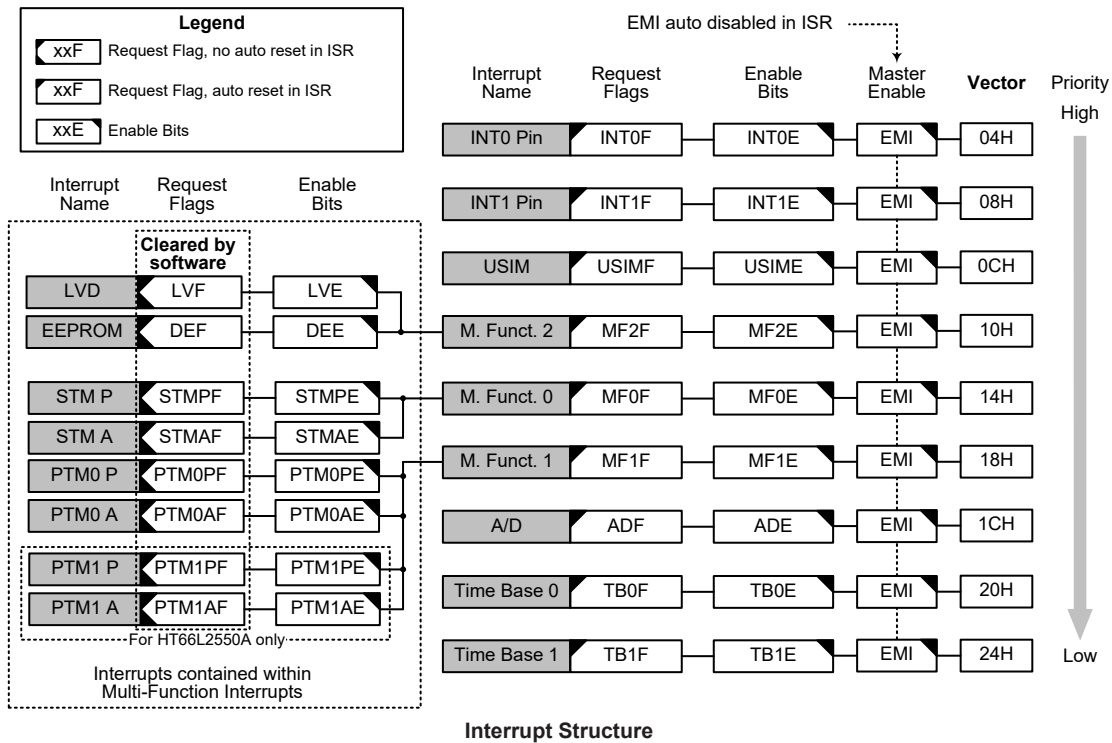 Legend
xxF Request Flag, no auto reset in ISR
xxF Request Flag, auto reset in ISR
xxE Enable Bits
EMI auto disabled in ISR
Interrupt Name Request Flags Enable Bits Master Enable Vector Priority
High
INT0 Pin INT0F INT0E EMI 04H
INT1 Pin INT1F INT1E EMI 08H
USIM USIMF USIME EMI 0CH
M. Funct. 2 MF2F MF2E EMI 10H
M. Funct. 0 MF0F MF0E EMI 14H
M. Funct. 1 MF1F MF1E EMI 18H
A/D ADF ADE EMI 1CH
Time Base 0 TB0F TB0E EMI 20H
Time Base 1 TB1F TB1E EMI 24H
Low
Interrupt Name Request Flags Enable Bits
Cleared by
software
LVD LVF LVE
EEPROM DEF DEE
STM P STMPF STMPE
STM A STMAF STMAE
PTM0 P PTM0PF PTM0PE
PTM0 A PTM0AF PTM0AE
PTM1 P PTM1PF PTM1PE
PTM1 A PTM1AF PTM1AE
For HT66L2550A only
Interrupts contained within
Multi-Function Interrupts
Interrupt Structure